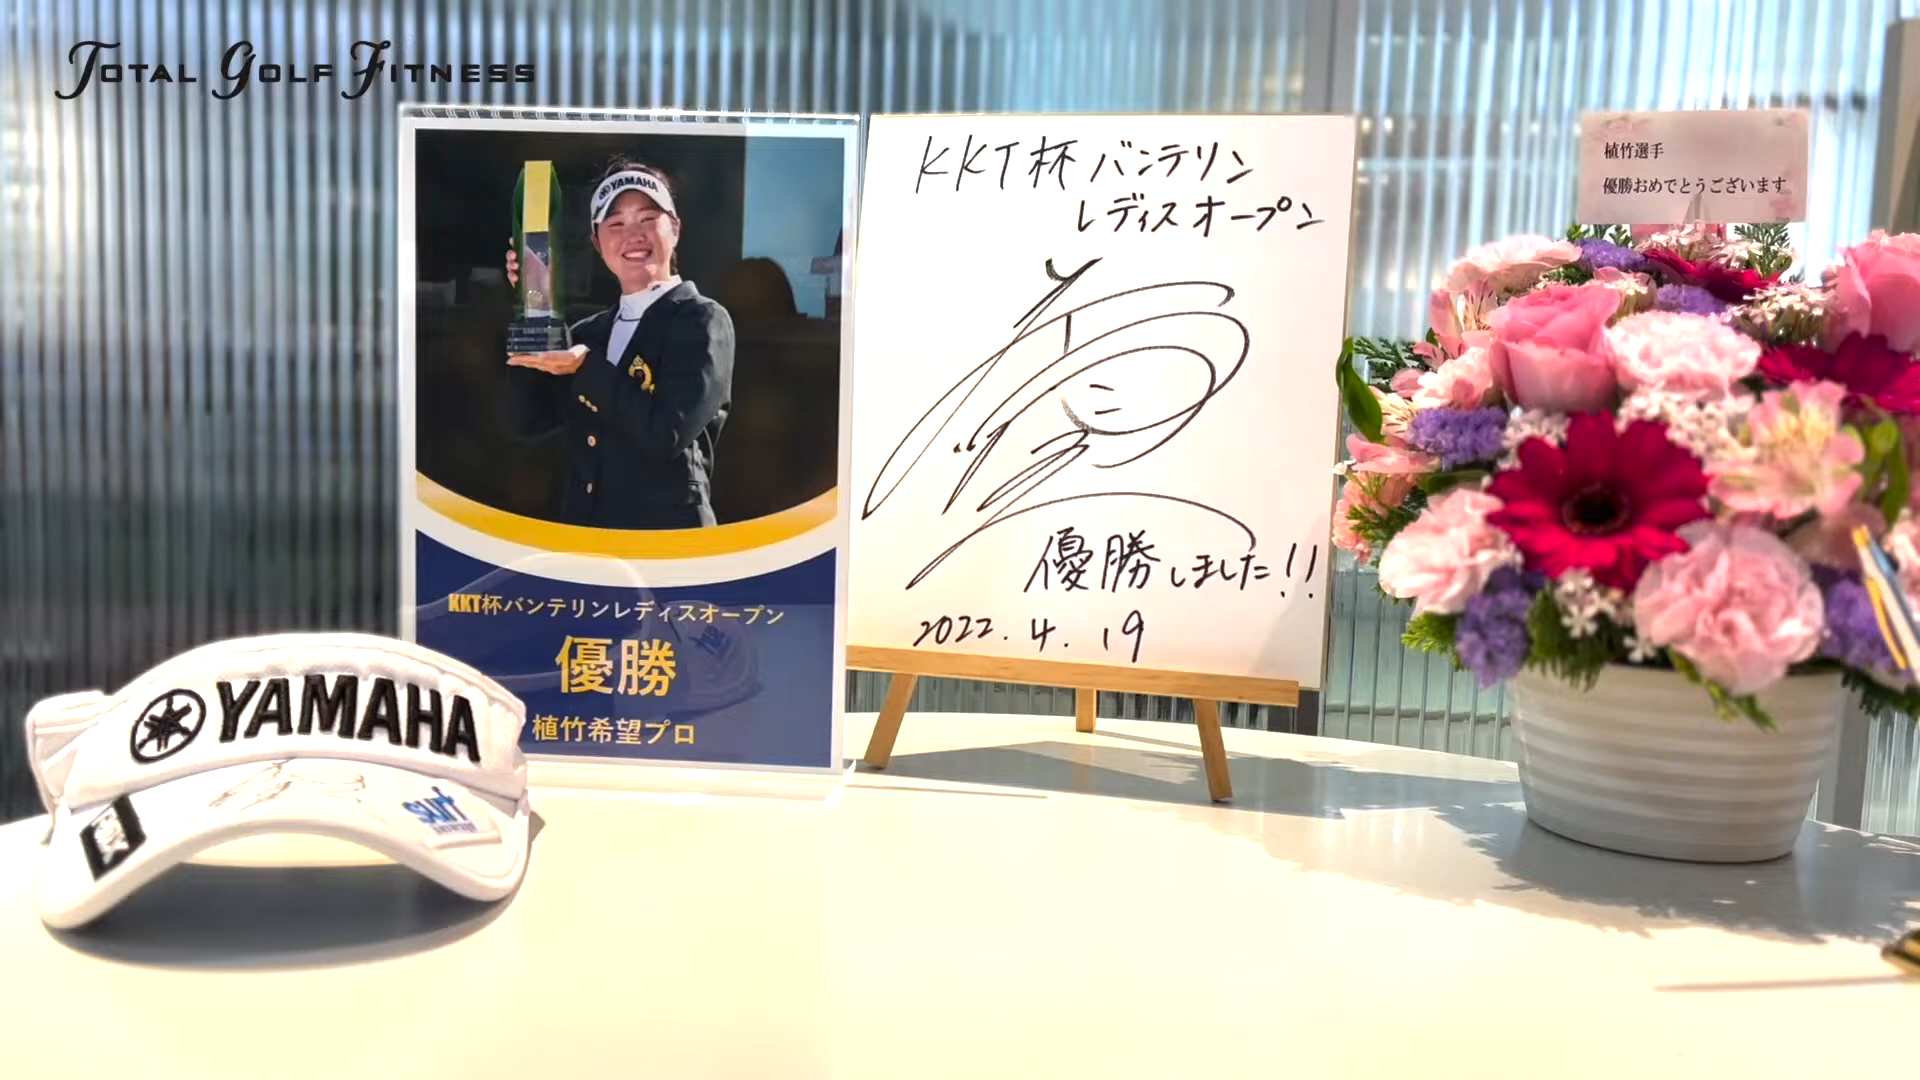 TOTAL GOLF FITNESS
YAMAHA
KKT杯バンテリンレディスオープン
優勝
植竹希望プロ
KKT杯 バンテリン
レディスオープン
優勝しました!!
2022.4.19
植竹選手
優勝おめでとうございます
YAMAHA